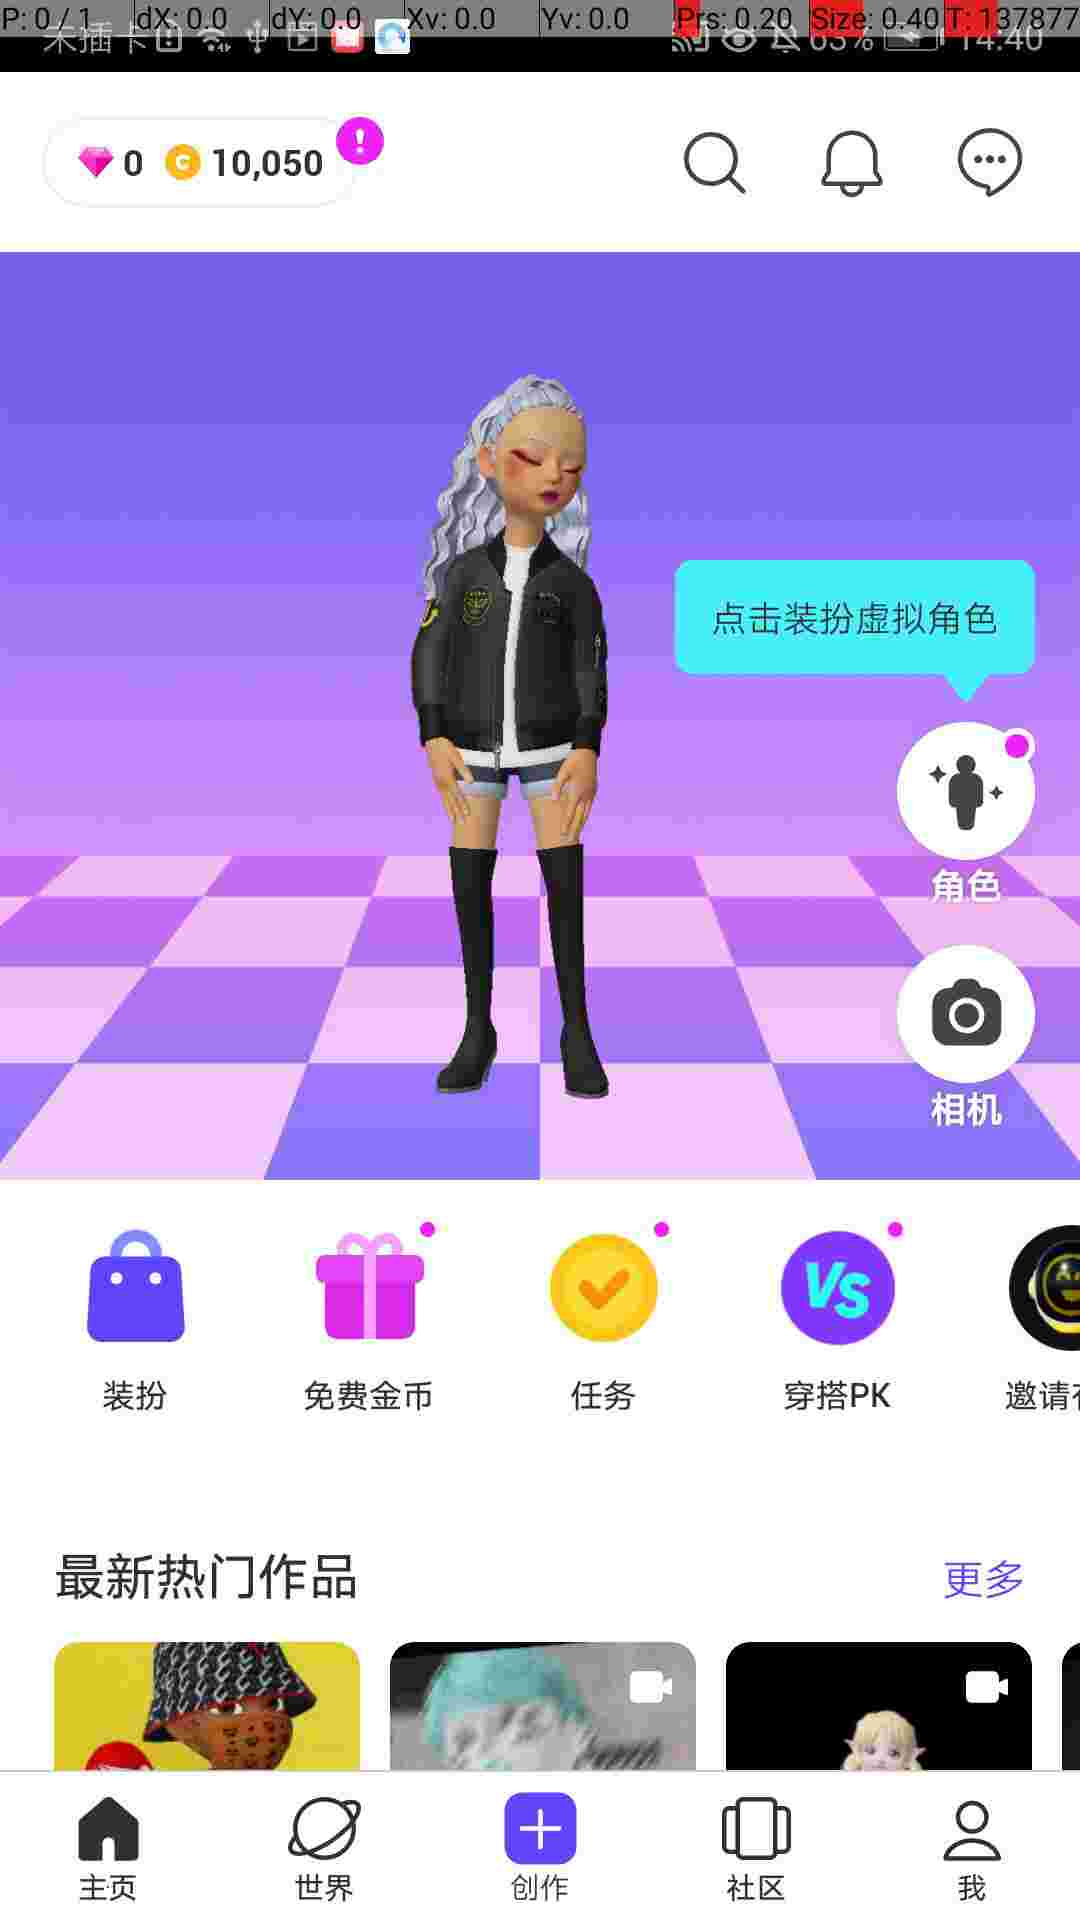 P: 0 / 1 dX: 0.0 dY: 0.0 Xv: 0.0 Yv: 0.0 Prs: 0.20 Size: 0.40 T: 137877
未插卡 63% 14:40
0 10,050
点击装扮虚拟角色
角色
相机
VS
装扮 免费金币 任务 穿搭PK 邀请
最新热门作品 更多
主页 世界 创作 社区 我